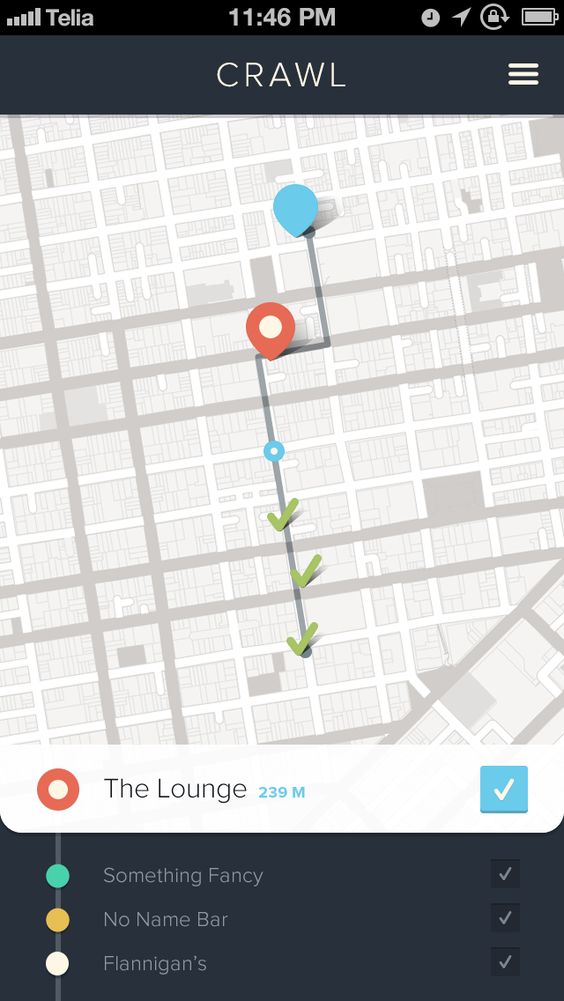 Telia 11:46 PM
CRAWL
The Lounge 239 M
Something Fancy
No Name Bar
Flannigan’s